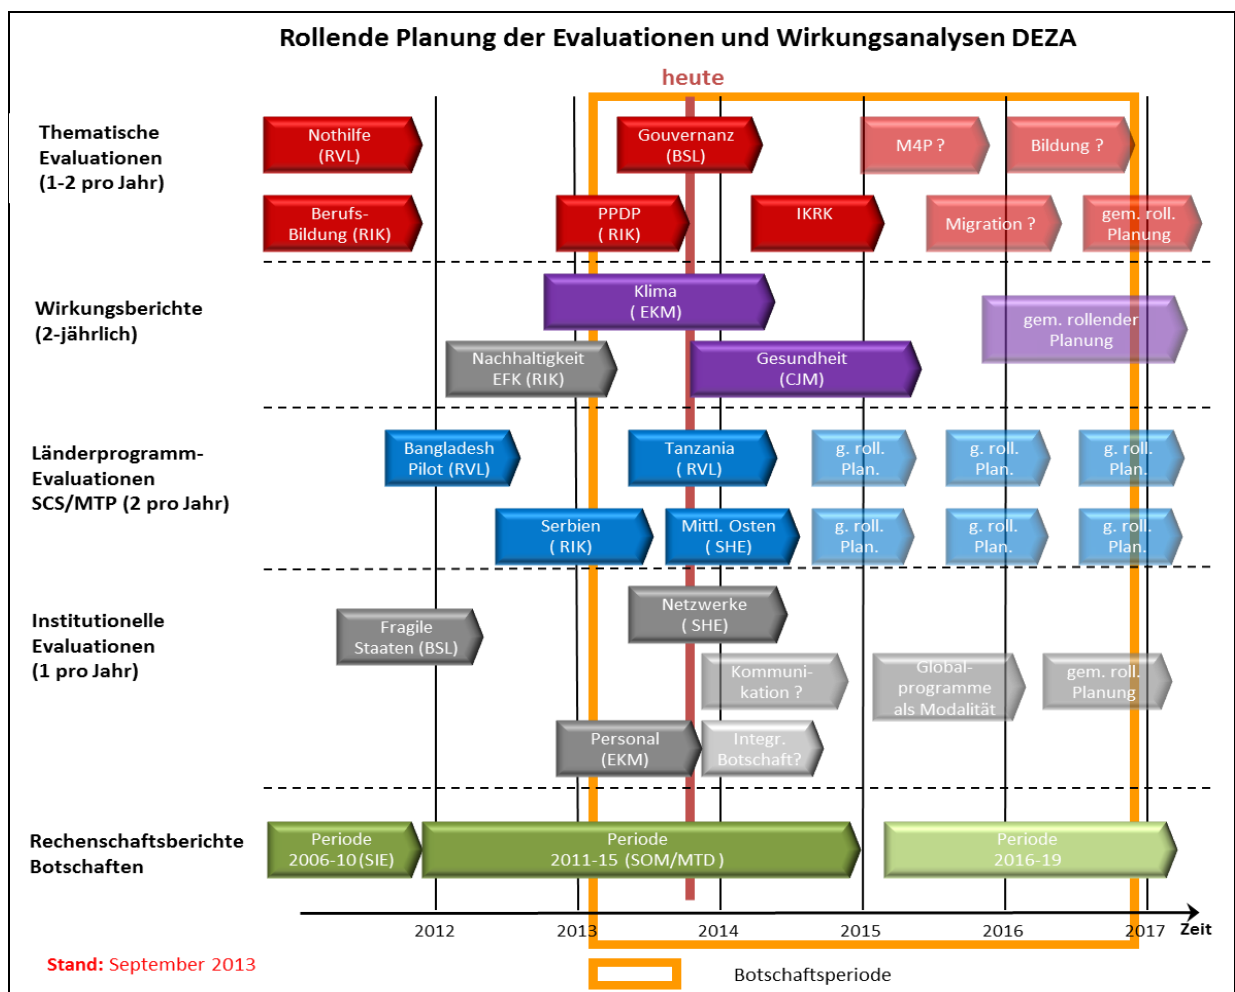 Rollende Planung der Evaluationen und Wirkungsanalysen DEZA
heute
Thematische
Evaluationen
(1-2 pro Jahr)
Nothilfe
(RVL)
Gouvernanz
(BSL)
M4P ?
Bildung ?
Berufs-
Bildung (RIK)
PPDP
( RIK)
IKRK
Migration ?
gem. roll.
Planung
Wirkungsberichte
(2-jährlich)
Klima
( EKM)
gem. rollender
Planung
Nachhaltigkeit
EFK (RIK)
Gesundheit
(CJM)
Länderprogramm-
Evaluationen
SCS/MTP (2 pro Jahr)
Bangladesh
Pilot (RVL)
Tanzania
( RVL)
g. roll.
Plan.
g. roll.
Plan.
g. roll.
Plan.
Serbien
( RIK)
Mittl. Osten
( SHE)
g. roll.
Plan.
g. roll.
Plan.
g. roll.
Plan.
Institutionelle
Evaluationen
(1 pro Jahr)
Fragile
Staaten (BSL)
Netzwerke
( SHE)
Kommuni-
kation ?
Global-
programme
als Modalität
gem. roll.
Planung
Personal
(EKM)
Integr.
Botschaft?
Rechenschaftsberichte
Botschaften
Periode
2006-10 (SIE)
Periode
2011-15 (SOM/MTD )
Periode
2016-19
2012
2013
2014
2015
2016
2017
Zeit
Stand: September 2013
Botschaftsperiode